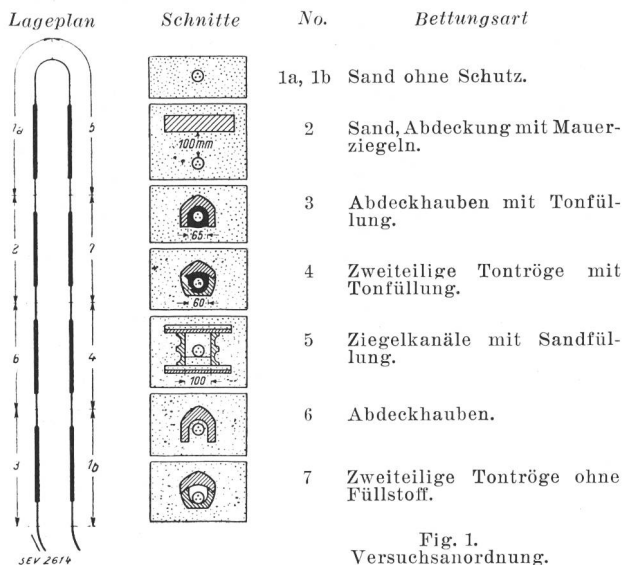 Lageplan Schnitte No. Bettungsart
1a, 1b Sand ohne Schutz.
2 Sand, Abdeckung mit Mauer-
ziegeln.
3 Abdeckhauben mit Tonfül-
lung.
4 Zweiteilige Tontröge mit
Tonfüllung.
5 Ziegelkanäle mit Sandfül-
lung.
6 Abdeckhauben.
7 Zweiteilige Tontröge ohne
Füllstoff.
1a
5
2
7
6
4
3
1b
100mm
65
60
100
SEV 2614
Fig. 1.
Versuchsanordnung.